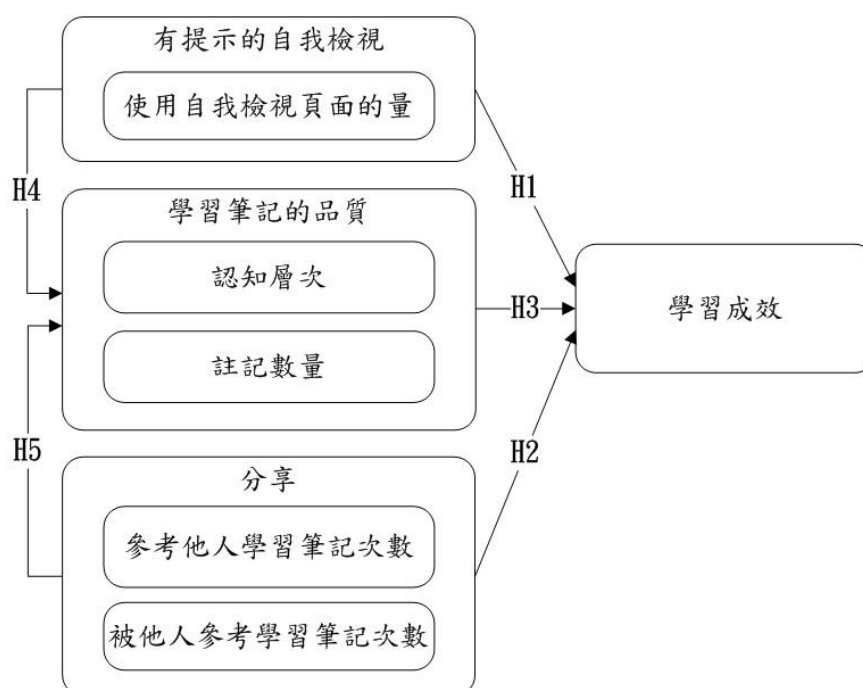 有提示的自我檢視
使用自我檢視頁面的量
H4
H1
學習筆記的品質
認知層次
H3
學習成效
註記數量
H5
H2
分享
參考他人學習筆記次數
被他人參考學習筆記次數